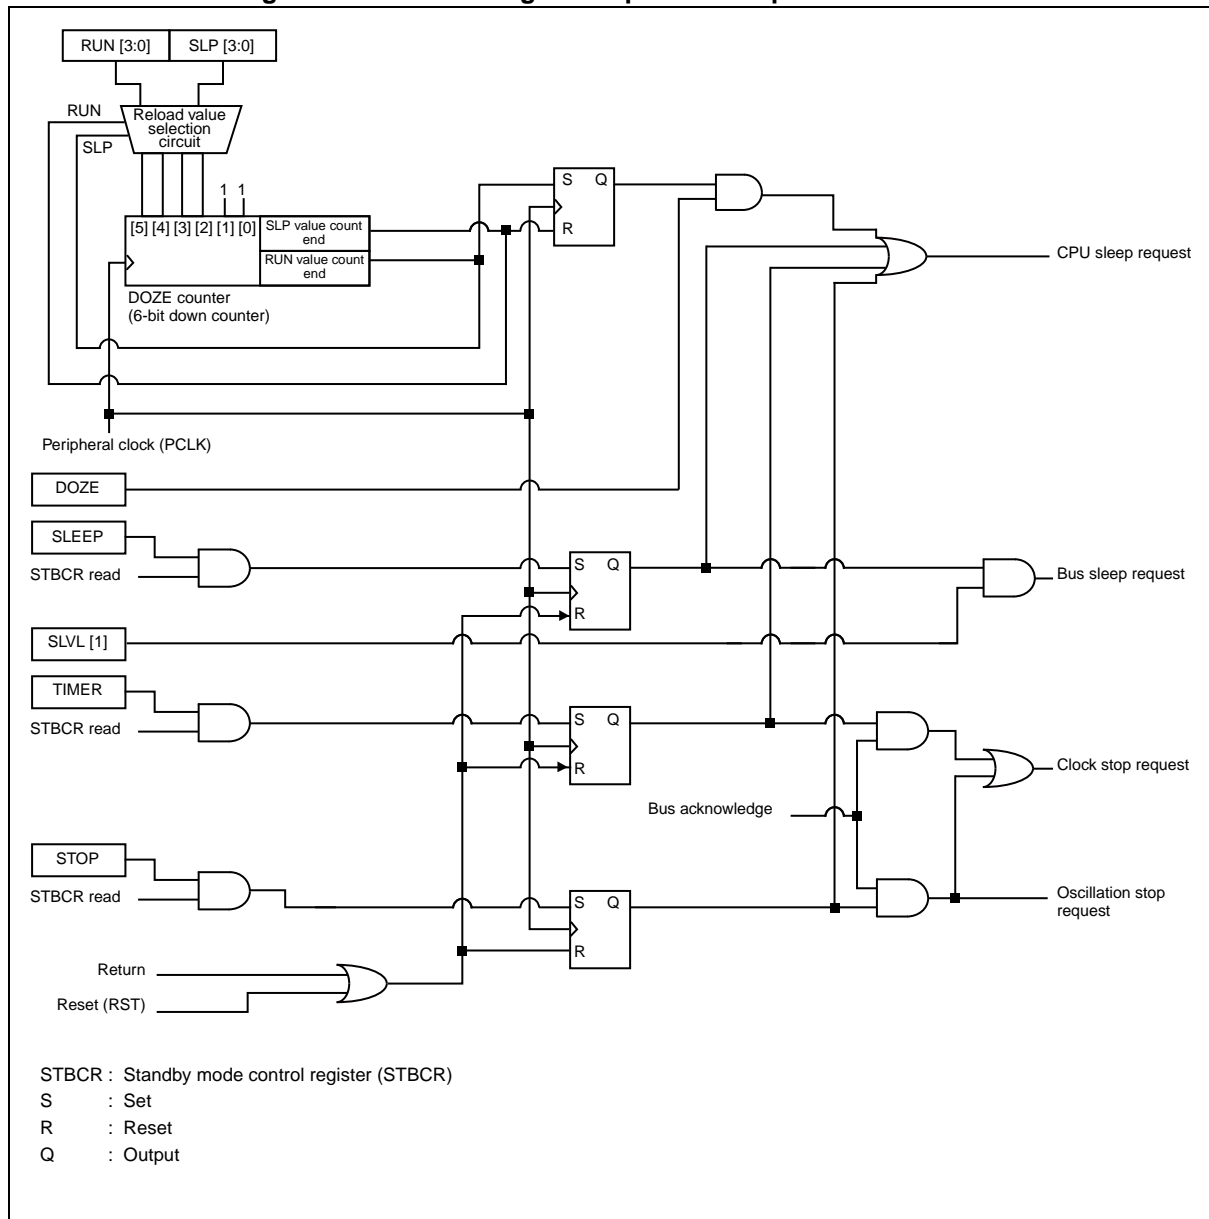 RUN [3:0] SLP [3:0]
RUN
Reload value
selection
circuit
SLP
1 1
[5] [4] [3] [2] [1] [0]
SLP value count
end
RUN value count
end
DOZE counter
(6-bit down counter)
S Q
R
CPU sleep request
Peripheral clock (PCLK)
DOZE
SLEEP
STBCR read
S Q
R
Bus sleep request
SLVL [1]
TIMER
STBCR read
S Q
R
Clock stop request
Bus acknowledge
STOP
STBCR read
S Q
R
Oscillation stop
request
Return
Reset (RST)
STBCR : Standby mode control register (STBCR)
S : Set
R : Reset
Q : Output